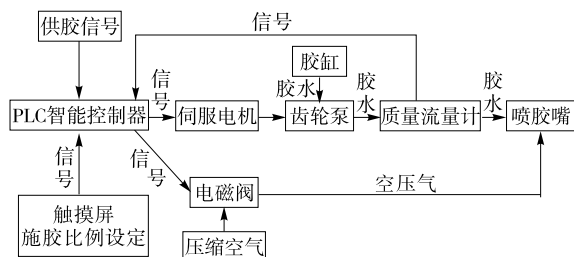 信号
供胶信号
胶缸
信号
胶水
胶水
胶水
PLC智能控制器
伺服电机
齿轮泵
质量流量计
喷胶嘴
信号
信号
空压气
电磁阀
触摸屏
施胶比例设定
压缩空气